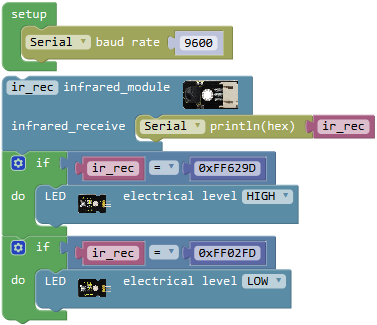 setup
Serial baud rate 9600
ir_rec infrared_module
infrared_receive Serial println(hex) ir_rec
if ir_rec = 0xFF629D
do LED electrical level HIGH
if ir_rec = 0xFF02FD
do LED electrical level LOW